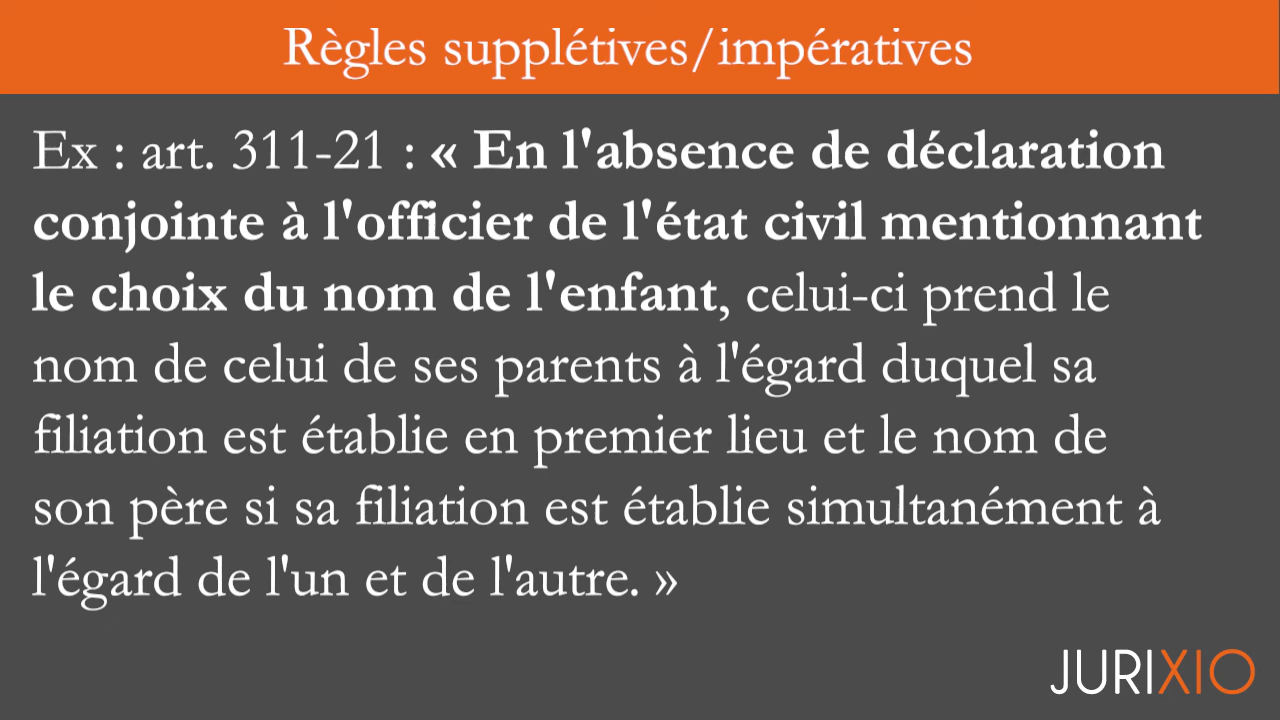 Règles supplétives/impératives
Ex : art. 311-21 : « En l'absence de déclaration
conjointe à l'officier de l'état civil mentionnant
le choix du nom de l'enfant, celui-ci prend le
nom de celui de ses parents à l'égard duquel sa
filiation est établie en premier lieu et le nom de
son père si sa filiation est établie simultanément à
l'égard de l'un et de l'autre. »
JURIXIO